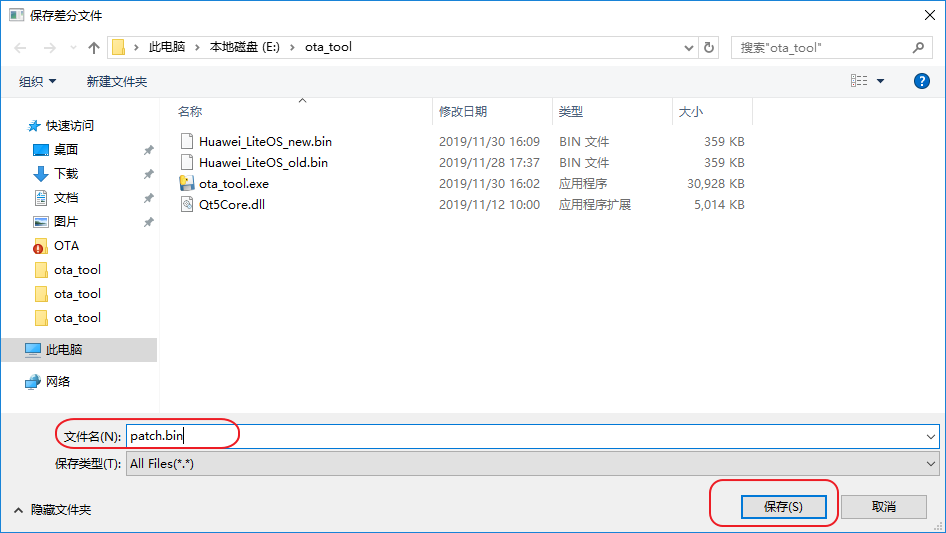 保存差分文件
此电脑 > 本地磁盘 (E:) > ota_tool
搜索"ota_tool"
组织 新建文件夹
名称 修改日期 类型 大小
快速访问
桌面
下载
文档
图片
OTA
ota_tool
ota_tool
ota_tool
此电脑
网络
Huawei_LiteOS_new.bin 2019/11/30 16:09 BIN 文件 359 KB
Huawei_LiteOS_old.bin 2019/11/28 17:37 BIN 文件 359 KB
ota_tool.exe 2019/11/30 16:02 应用程序 30,928 KB
Qt5Core.dll 2019/11/12 10:00 应用程序扩展 5,014 KB
文件名(N): patch.bin
保存类型(T): All Files(*.*)
隐藏文件夹 保存(S) 取消